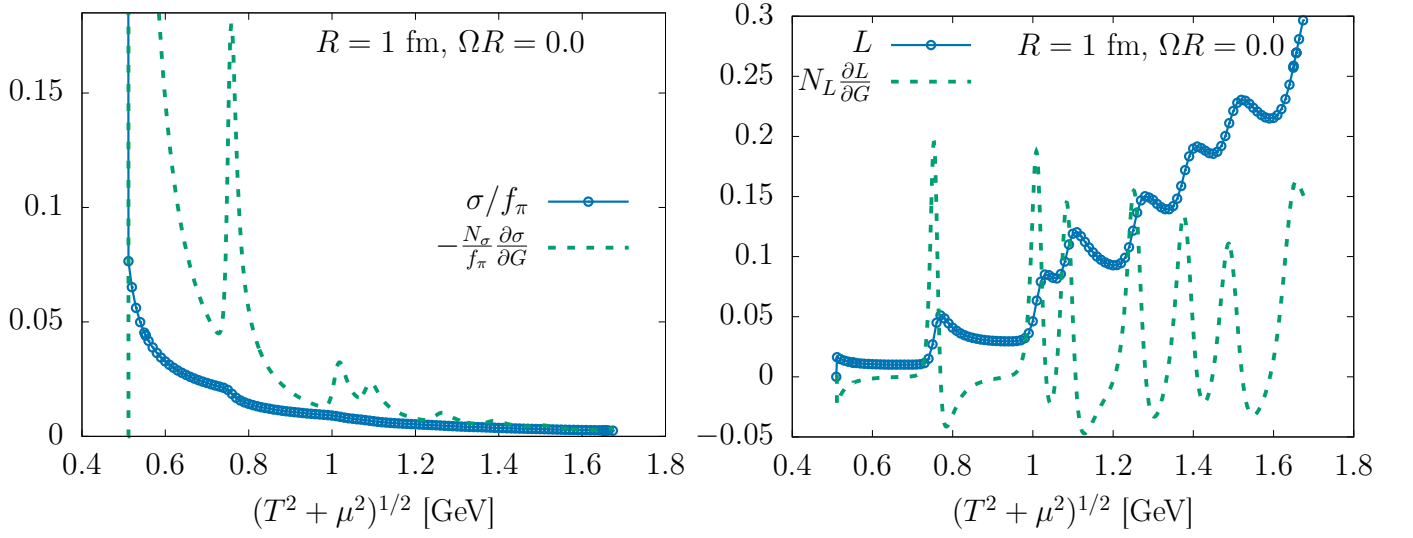 R = 1 fm, ΩR = 0.0
σ/f_π
−\frac{N_σ}{f_π}\frac{∂σ}{∂G}
0.15
0.1
0.05
0
0.4 0.6 0.8 1 1.2 1.4 1.6 1.8
(T² + μ²)^{1/2} [GeV]
L
R = 1 fm, ΩR = 0.0
N_L\frac{∂L}{∂G}
0.3
0.25
0.2
0.15
0.1
0.05
0
−0.05
0.4 0.6 0.8 1 1.2 1.4 1.6 1.8
(T² + μ²)^{1/2} [GeV]